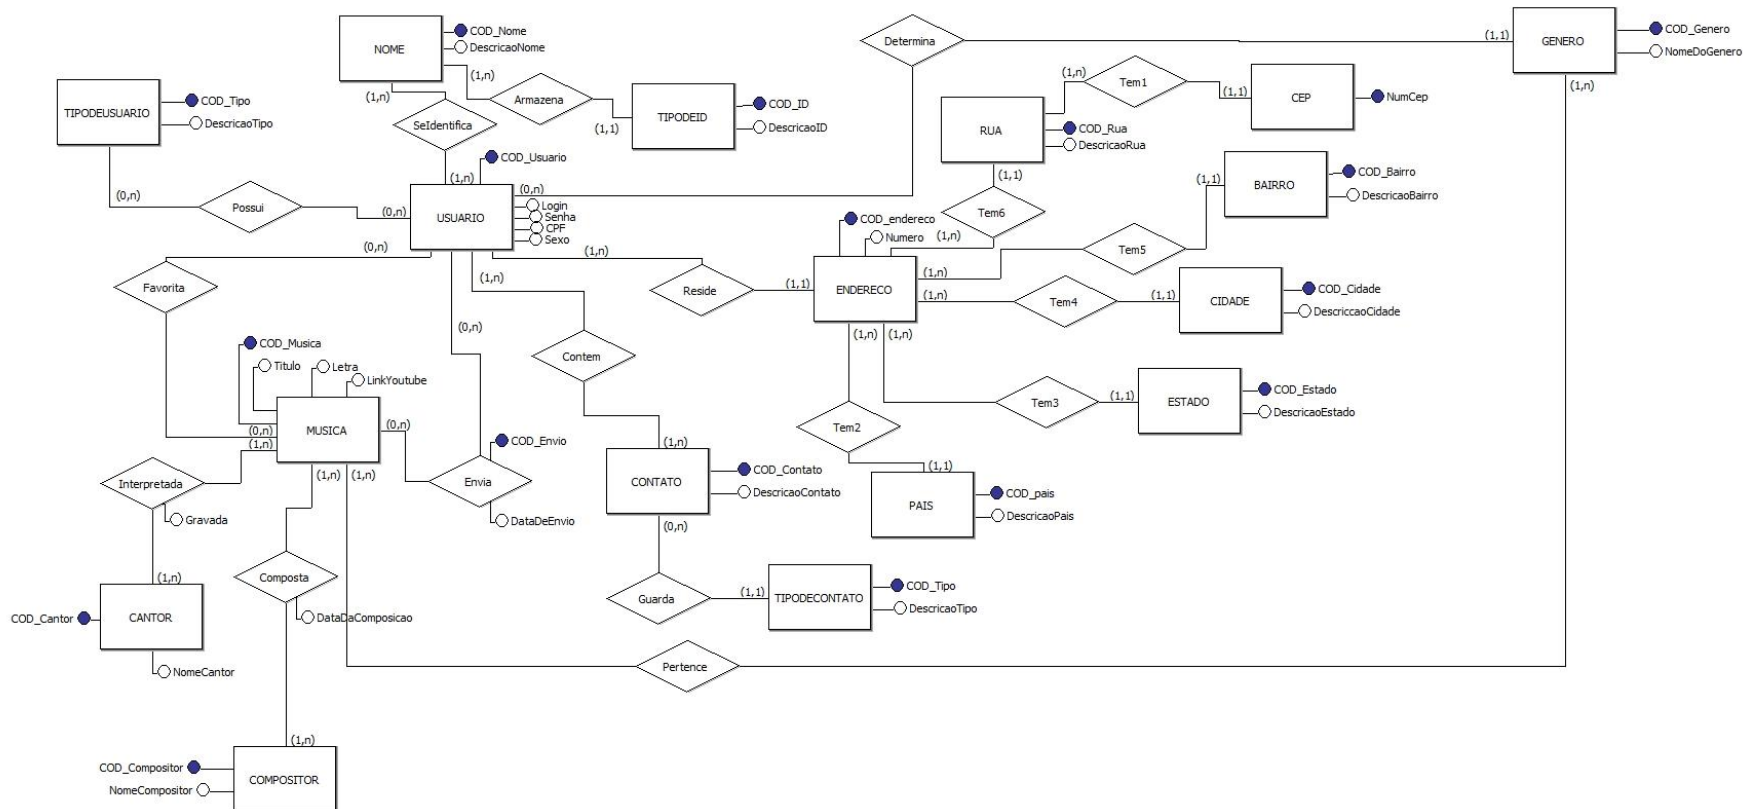 NOME
COD_Nome
DescricaoNome
(1,n)
(1,n)
Armazena
(1,1)
TIPODEID
COD_ID
DescricaoID
SeIdentifica
(1,n)
TIPODEUSUARIO
COD_Tipo
DescricaoTipo
(0,n)
Possui
(0,n)
USUARIO
COD_Usuario
Login
Senha
CPF
Sexo
(0,n)
Determina
(1,1)
GENERO
COD_Genero
NomeDoGenero
(1,n)
RUA
COD_Rua
DescricaoRua
(1,n)
Tem1
(1,1)
CEP
NumCep
(1,1)
Tem6
(1,n)
BAIRRO
COD_Bairro
DescricaoBairro
(1,1)
Tem5
(1,n)
ENDERECO
COD_endereco
Numero
(1,n)
Reside
(1,1)
(1,n)
Tem4
(1,1)
CIDADE
COD_Cidade
DescriccaoCidade
(1,n)
(1,n)
Tem3
(1,1)
ESTADO
COD_Estado
DescricaoEstado
Tem2
(1,1)
PAIS
COD_pais
DescricaoPais
(0,n)
Favorita
(0,n)
(1,n)
(0,n)
Contem
(1,n)
CONTATO
COD_Contato
DescricaoContato
(0,n)
Guarda
(1,1)
TIPODECONTATO
COD_Tipo
DescricaoTipo
MUSICA
COD_Musica
Titulo
Letra
LinkYoutube
(0,n)
Envia
COD_Envio
DataDeEnvio
(1,n)
Interpretada
Gravada
(1,n)
CANTOR
COD_Cantor
NomeCantor
(1,n)
(1,n)
Composta
DataDaComposicao
Pertence
(1,n)
COMPOSITOR
COD_Compositor
NomeCompositor